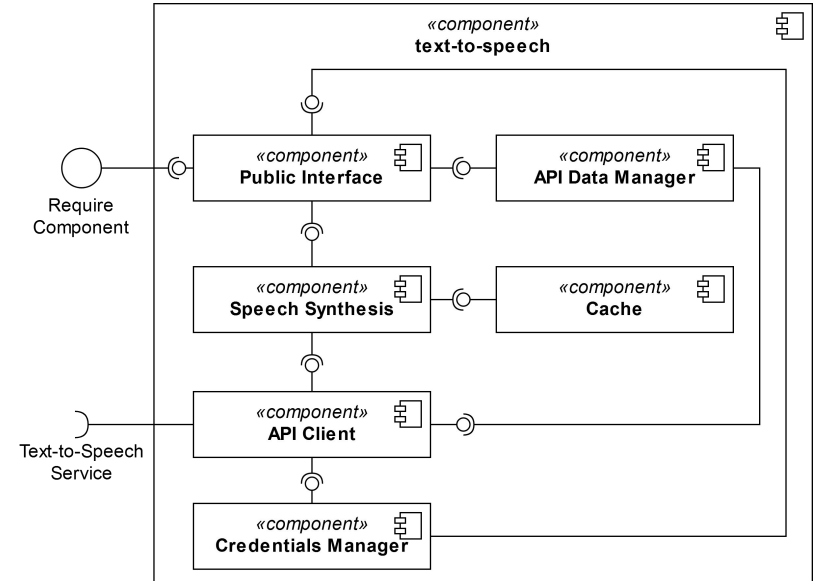 «component»
text-to-speech
«component»
Public Interface
«component»
API Data Manager
Require
Component
«component»
Speech Synthesis
«component»
Cache
«component»
API Client
Text-to-Speech
Service
«component»
Credentials Manager